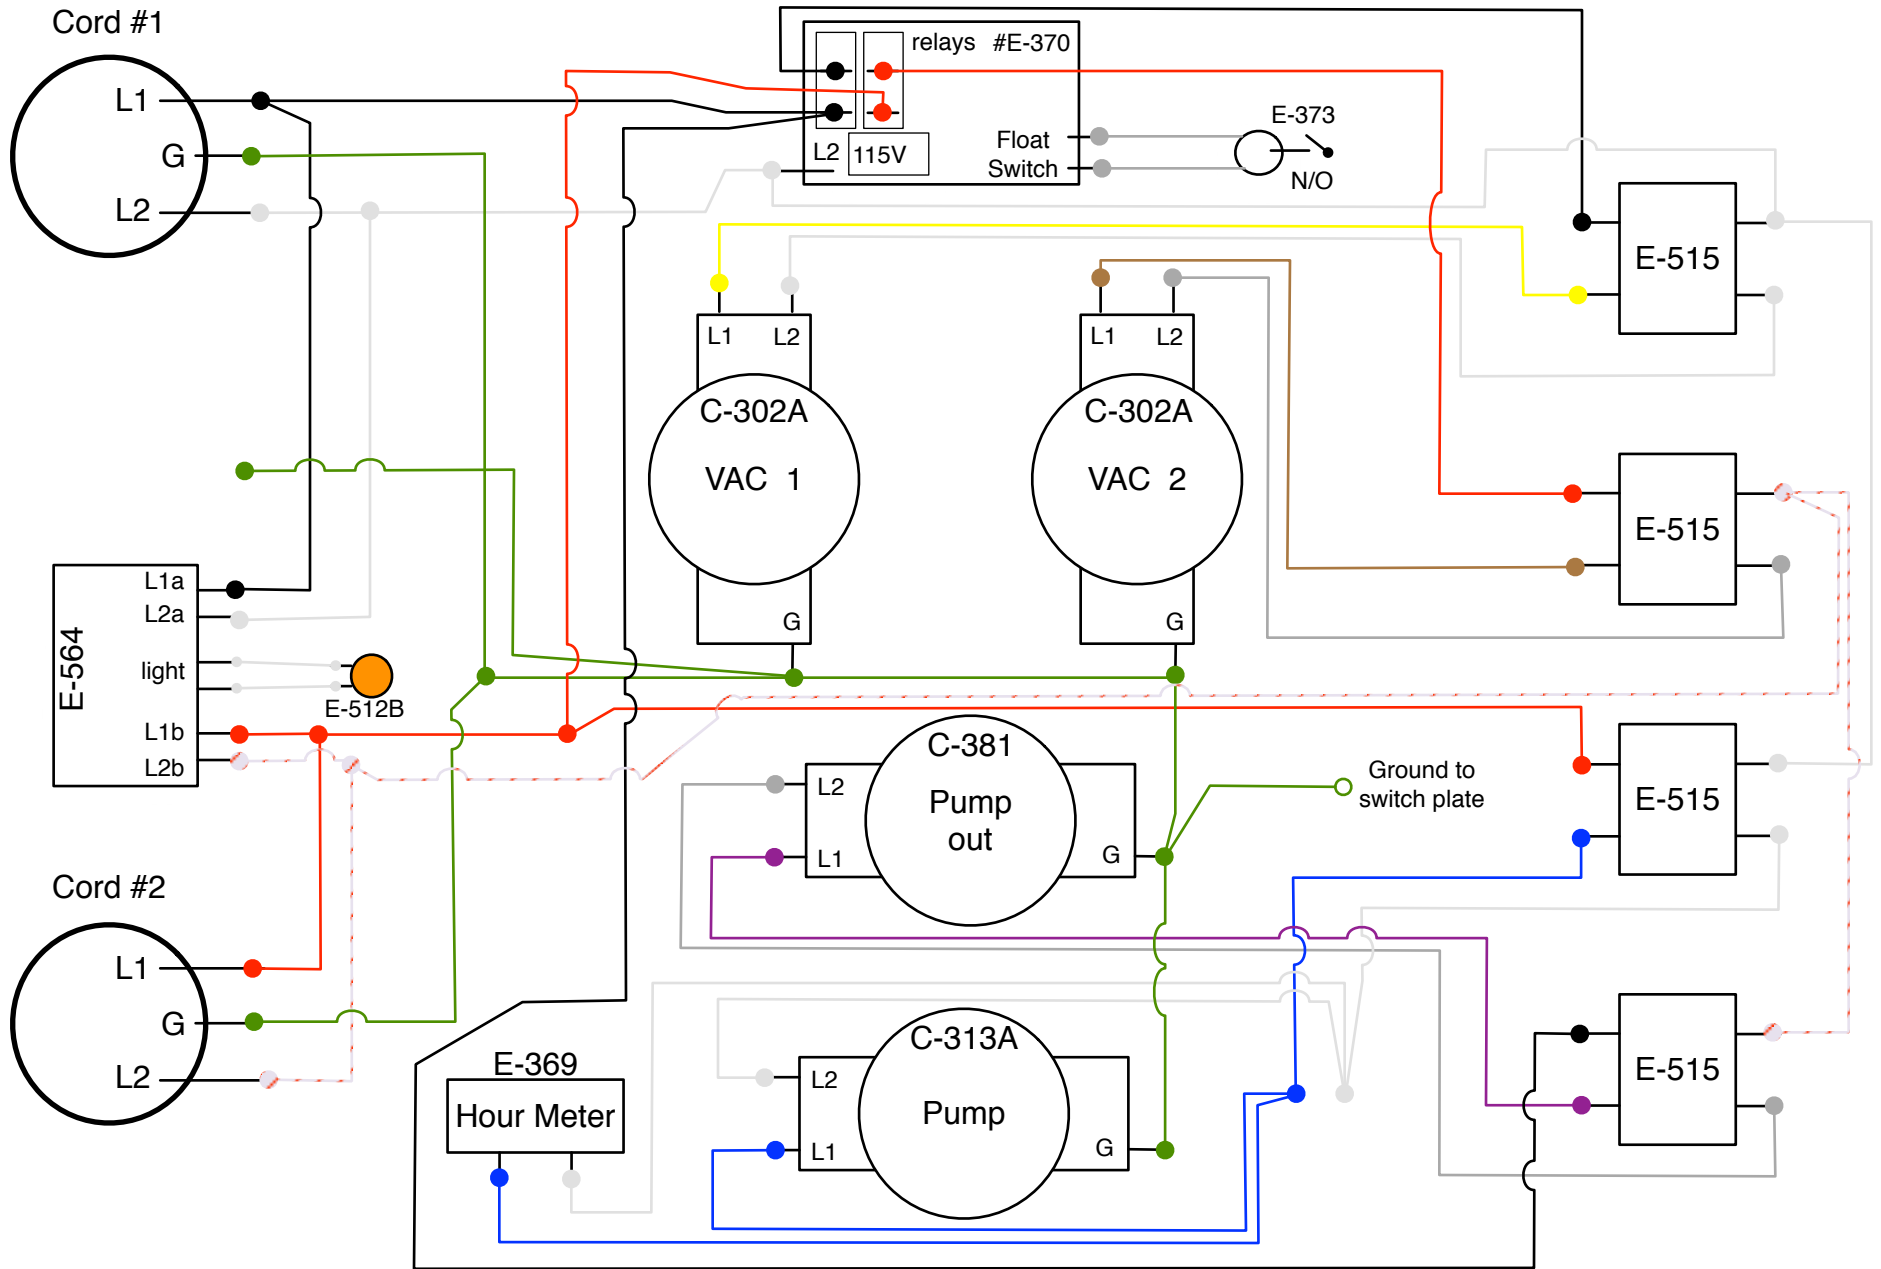 Cord #1
L1
G
L2
relays #E-370
L2
115V
Float
Switch
E-373
N/O
E-515
L1
L2
C-302A
VAC 1
G
L1
L2
C-302A
VAC 2
G
E-515
E-564
L1a
L2a
light
E-512B
L1b
L2b
L2
L1
C-381
Pump
out
G
Ground to
switch plate
E-515
Cord #2
L1
G
L2
E-369
Hour Meter
L2
L1
C-313A
Pump
G
E-515